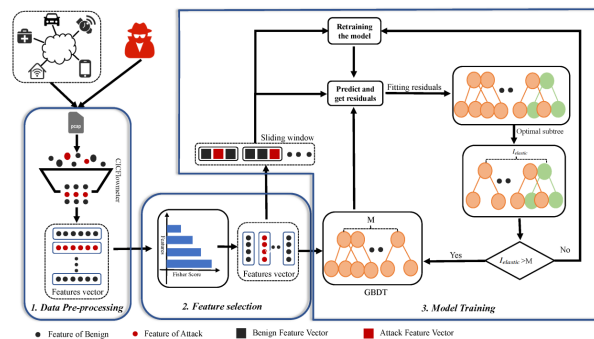 Retraining
the model
Predict and
get residuals
Fitting residuals
Optimal subtree
I_elastic
pcap
CICFlowmeter
Sliding window
Features vector
1. Data Pre-processing
Features
Fisher Score
Features vector
2. Feature selection
M
GBDT
Yes
I_elastic >M
No
3. Model Training
Feature of Benign
Feature of Attack
Benign Feature Vector
Attack Feature Vector